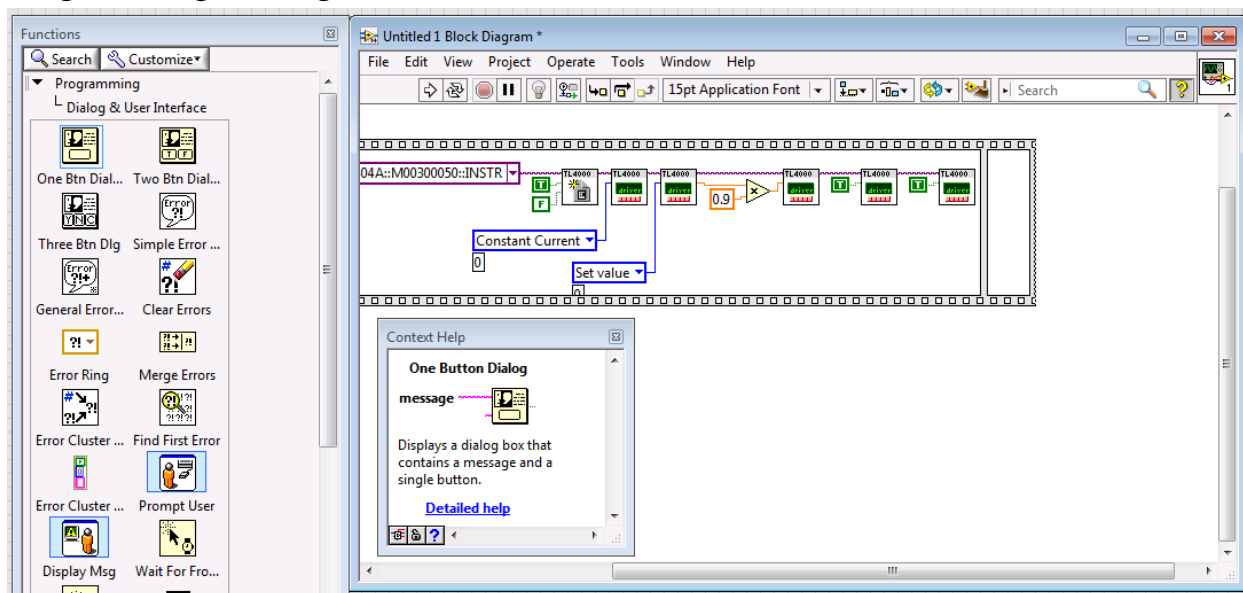 Functions
Search Customize
Programming
Dialog & User Interface
One Btn Dial... Two Btn Dial...
YNC
Three Btn Dlg Simple Error ...
Error
General Error... Clear Errors
?!
Error Ring Merge Errors
Error Cluster ... Find First Error
Error Cluster ... Prompt User
Display Msg Wait For Fro...
Untitled 1 Block Diagram *
File Edit View Project Operate Tools Window Help
15pt Application Font Search
1
04A::M00300050::INSTR
TL4000 TL4000 TL4000 TL4000 TL4000 TL4000
driver driver driver driver driver
T T T
F
0.9
Constant Current
0
Set value
Context Help
One Button Dialog
message
Displays a dialog box that
contains a message and a
single button.
Detailed help